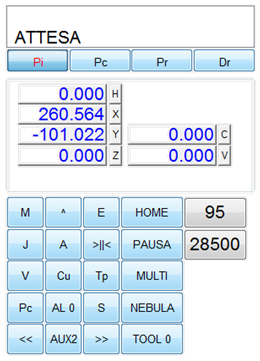 ATTESA
Pi Pc Pr Dr
0.000 H
260.564 X
-101.022 Y 0.000 C
0.000 Z 0.000 V
M ^ E HOME 95
J A >||< PAUSA 28500
V Cu Tp MULTI
Pc AL 0 S NEBULA
<< AUX2 >> TOOL 0